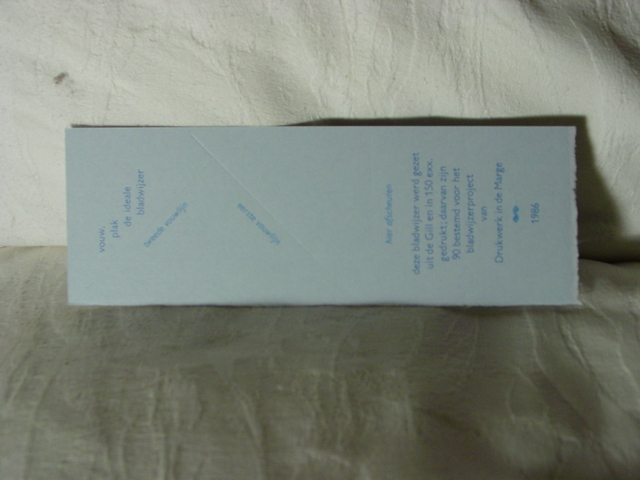 vouw,
plak
de ideale
bladwijzer
tweede vouwlijn
eerste vouwlijn
hier afscheuren
deze bladwijzer werd gezet
uit de Gill en in 150 exx.
gedrukt; daarvan zijn
90 bestemd voor het
bladwijzerproject
van
Drukwerk in de Marge
1986